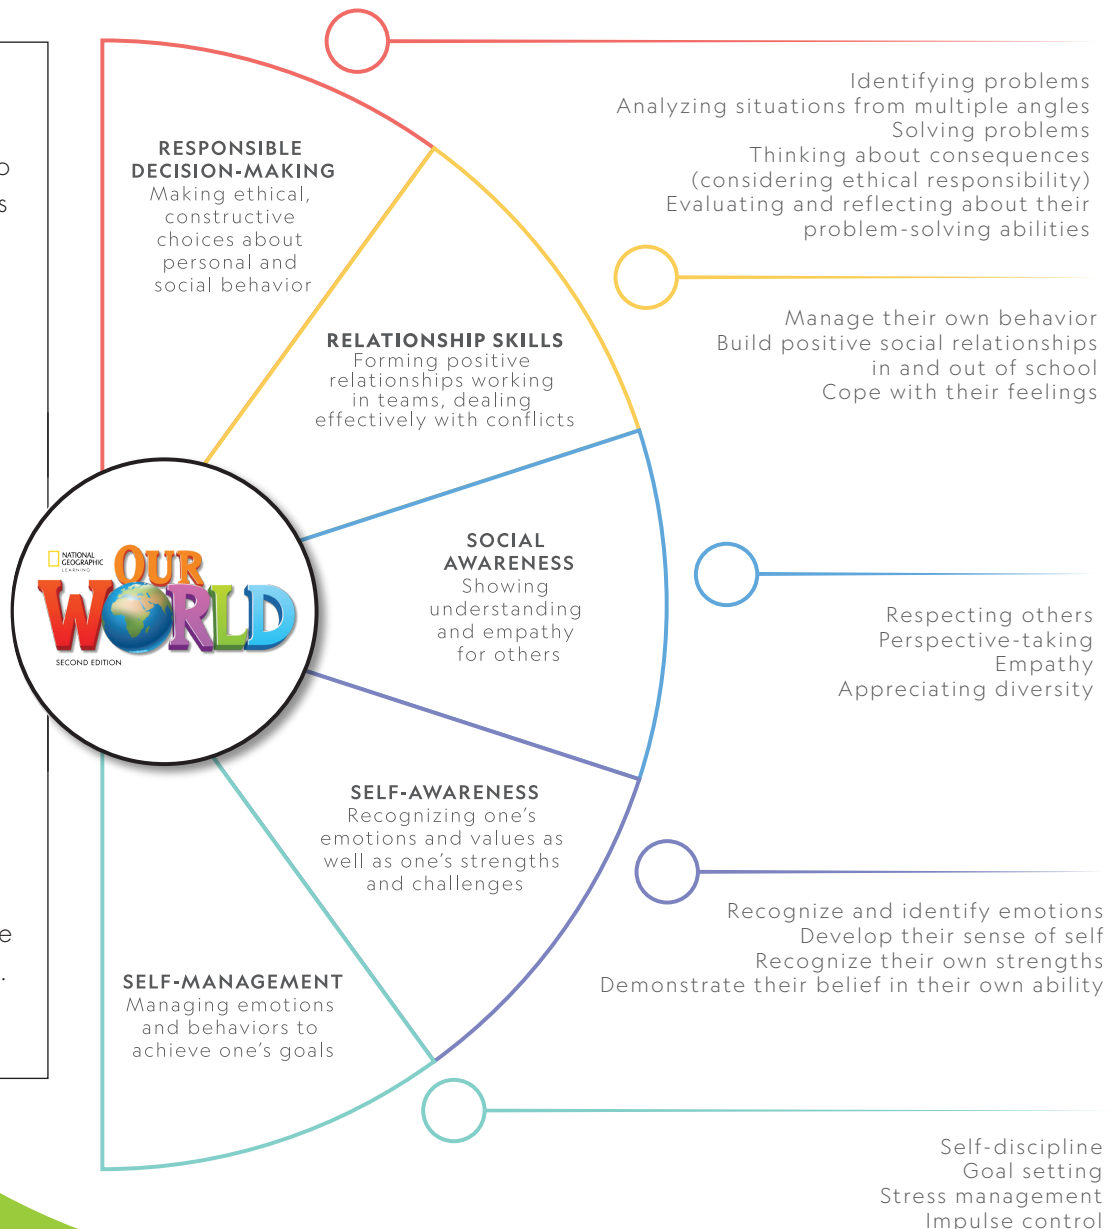 RESPONSIBLE
DECISION-MAKING
Making ethical,
constructive
choices about
personal and
social behavior
Identifying problems
Analyzing situations from multiple angles
Solving problems
Thinking about consequences
(considering ethical responsibility)
Evaluating and reflecting about their
problem-solving abilities
RELATIONSHIP SKILLS
Forming positive
relationships working
in teams, dealing
effectively with conflicts
Manage their own behavior
Build positive social relationships
in and out of school
Cope with their feelings
NATIONAL
GEOGRAPHIC
LEARNING
OUR
WORLD
SECOND EDITION
SOCIAL
AWARENESS
Showing
understanding
and empathy
for others
Respecting others
Perspective-taking
Empathy
Appreciating diversity
SELF-AWARENESS
Recognizing one's
emotions and values as
well as one's strengths
and challenges
Recognize and identify emotions
Develop their sense of self
Recognize their own strengths
Demonstrate their belief in their own ability
SELF-MANAGEMENT
Managing emotions
and behaviors to
achieve one's goals
Self-discipline
Goal setting
Stress management
Impulse control